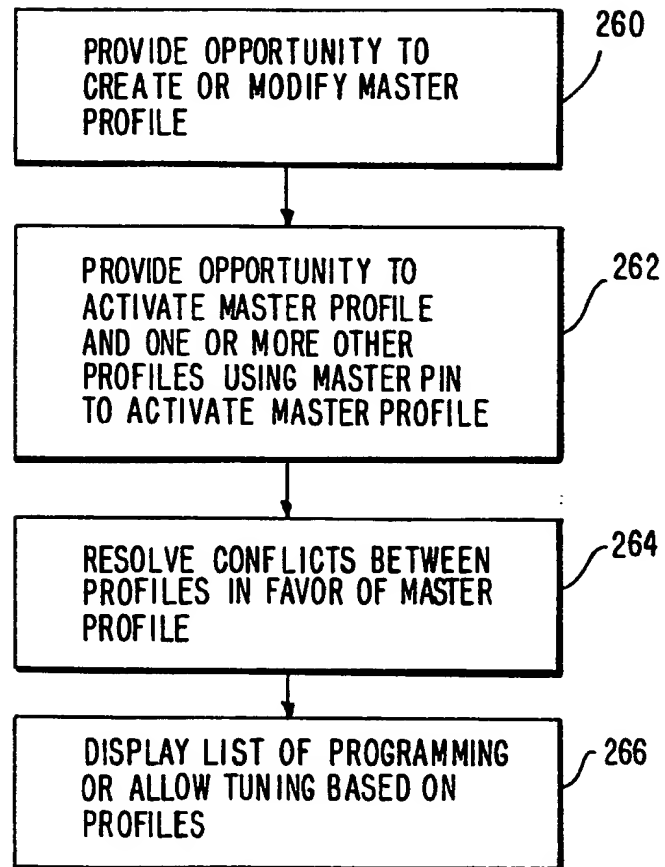 260
PROVIDE OPPORTUNITY TO
CREATE OR MODIFY MASTER
PROFILE
262
PROVIDE OPPORTUNITY TO
ACTIVATE MASTER PROFILE
AND ONE OR MORE OTHER
PROFILES USING MASTER PIN
TO ACTIVATE MASTER PROFILE
264
RESOLVE CONFLICTS BETWEEN
PROFILES IN FAVOR OF MASTER
PROFILE
266
DISPLAY LIST OF PROGRAMMING
OR ALLOW TUNING BASED ON
PROFILES